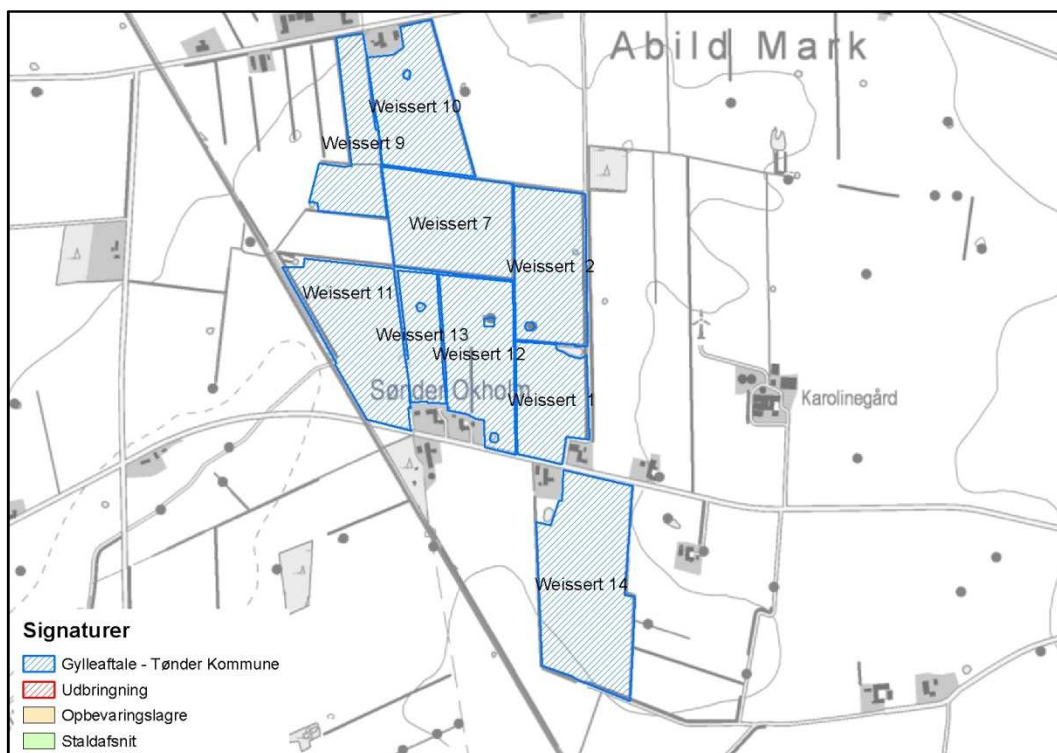 Abild Mark
Weissert 10
Weissert 9
Weissert 7
Weissert 2
Weissert 11
Weissert 13
Weissert 12
Sønder Okholm
Weissert 1
Karolinegård
Weissert 14
Signaturer
Gylleaftale - Tønder Kommune
Udbringning
Opbevaringslagre
Staldafsnit